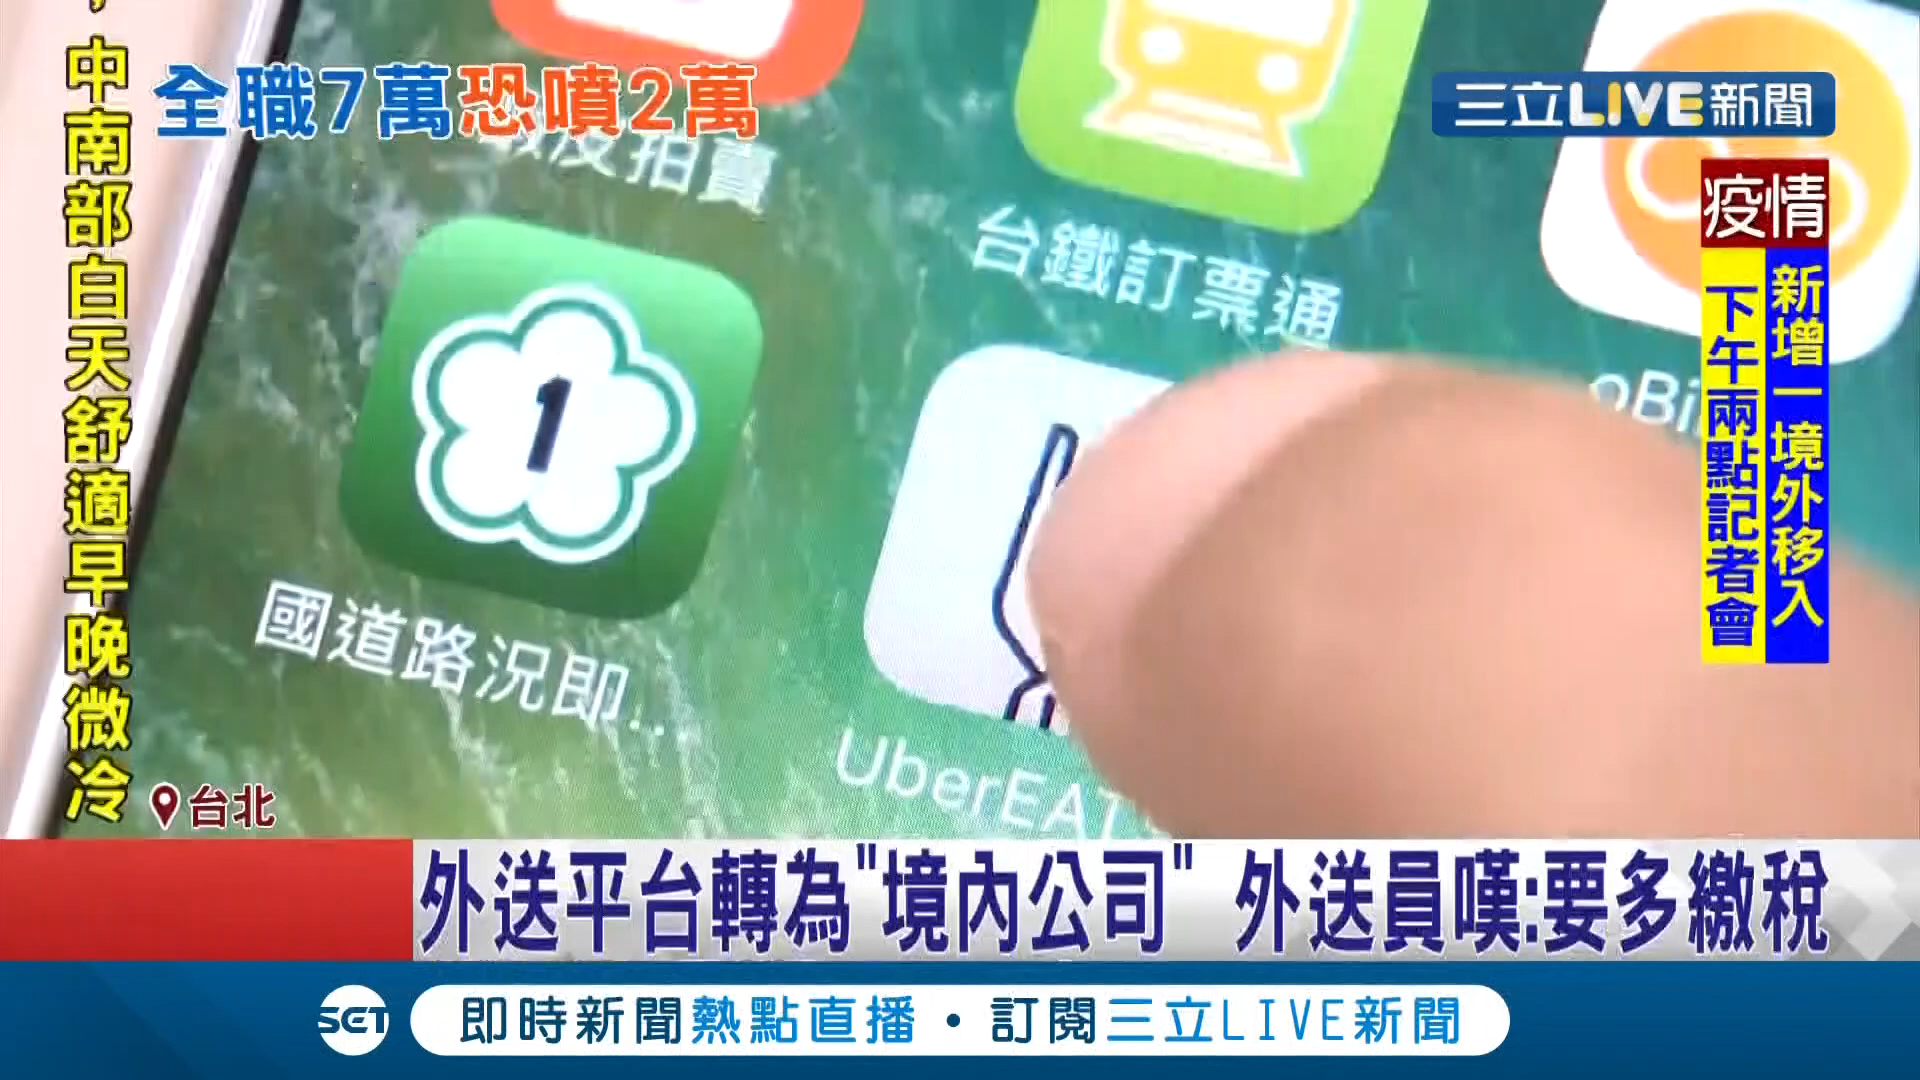 ，中南部白天舒適早晚微冷
全職7萬恐噴2萬
三立LIVE新聞
疫情
新增一境外移入
下午兩點記者會
拍賣
台鐵訂票通
oBi
1
國道路況即...
UberEAT
台北
外送平台轉為"境內公司" 外送員嘆:要多繳稅
SET
即時新聞熱點直播・訂閱三立LIVE新聞